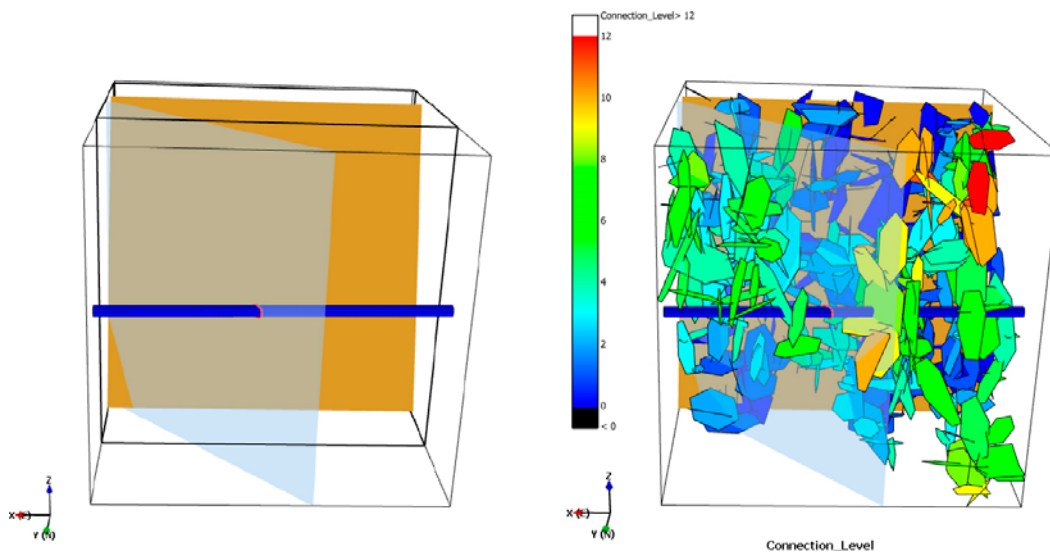 Connection_Level> 12
12
10
8
6
4
2
0
< 0
Z
X (E)
Y (N)
Z
X (E)
Y (N)
Connection_Level